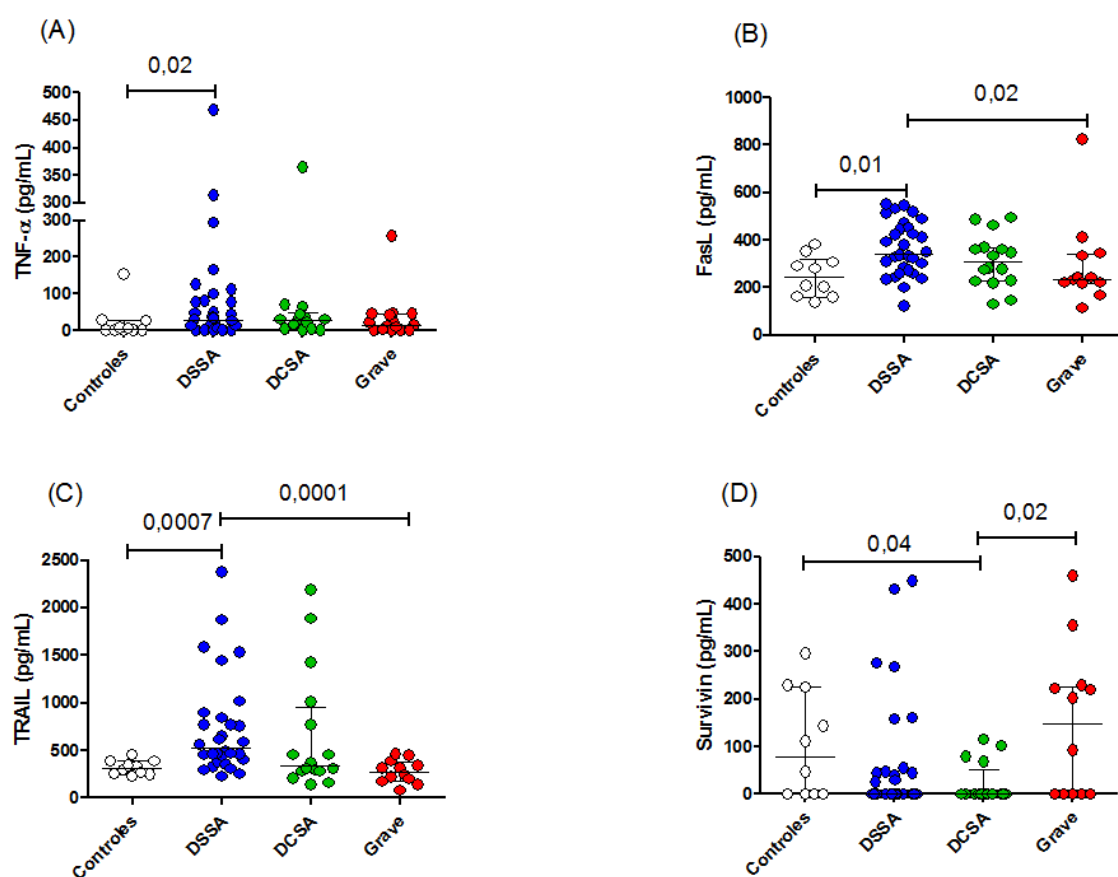 (A)
0,02
500
450
400
350
300
300
200
100
0
TNF-α (pg/mL)
Controles
DSSA
DCSA
Grave
(B)
0,02
0,01
1000
800
600
400
200
0
FasL (pg/mL)
Controles
DSSA
DCSA
Grave
(C)
0,0001
0,0007
2500
2000
1500
1000
500
0
TRAIL (pg/mL)
Controles
DSSA
DCSA
Grave
(D)
0,02
0,04
500
400
300
200
100
0
Survivin (pg/mL)
Controles
DSSA
DCSA
Grave